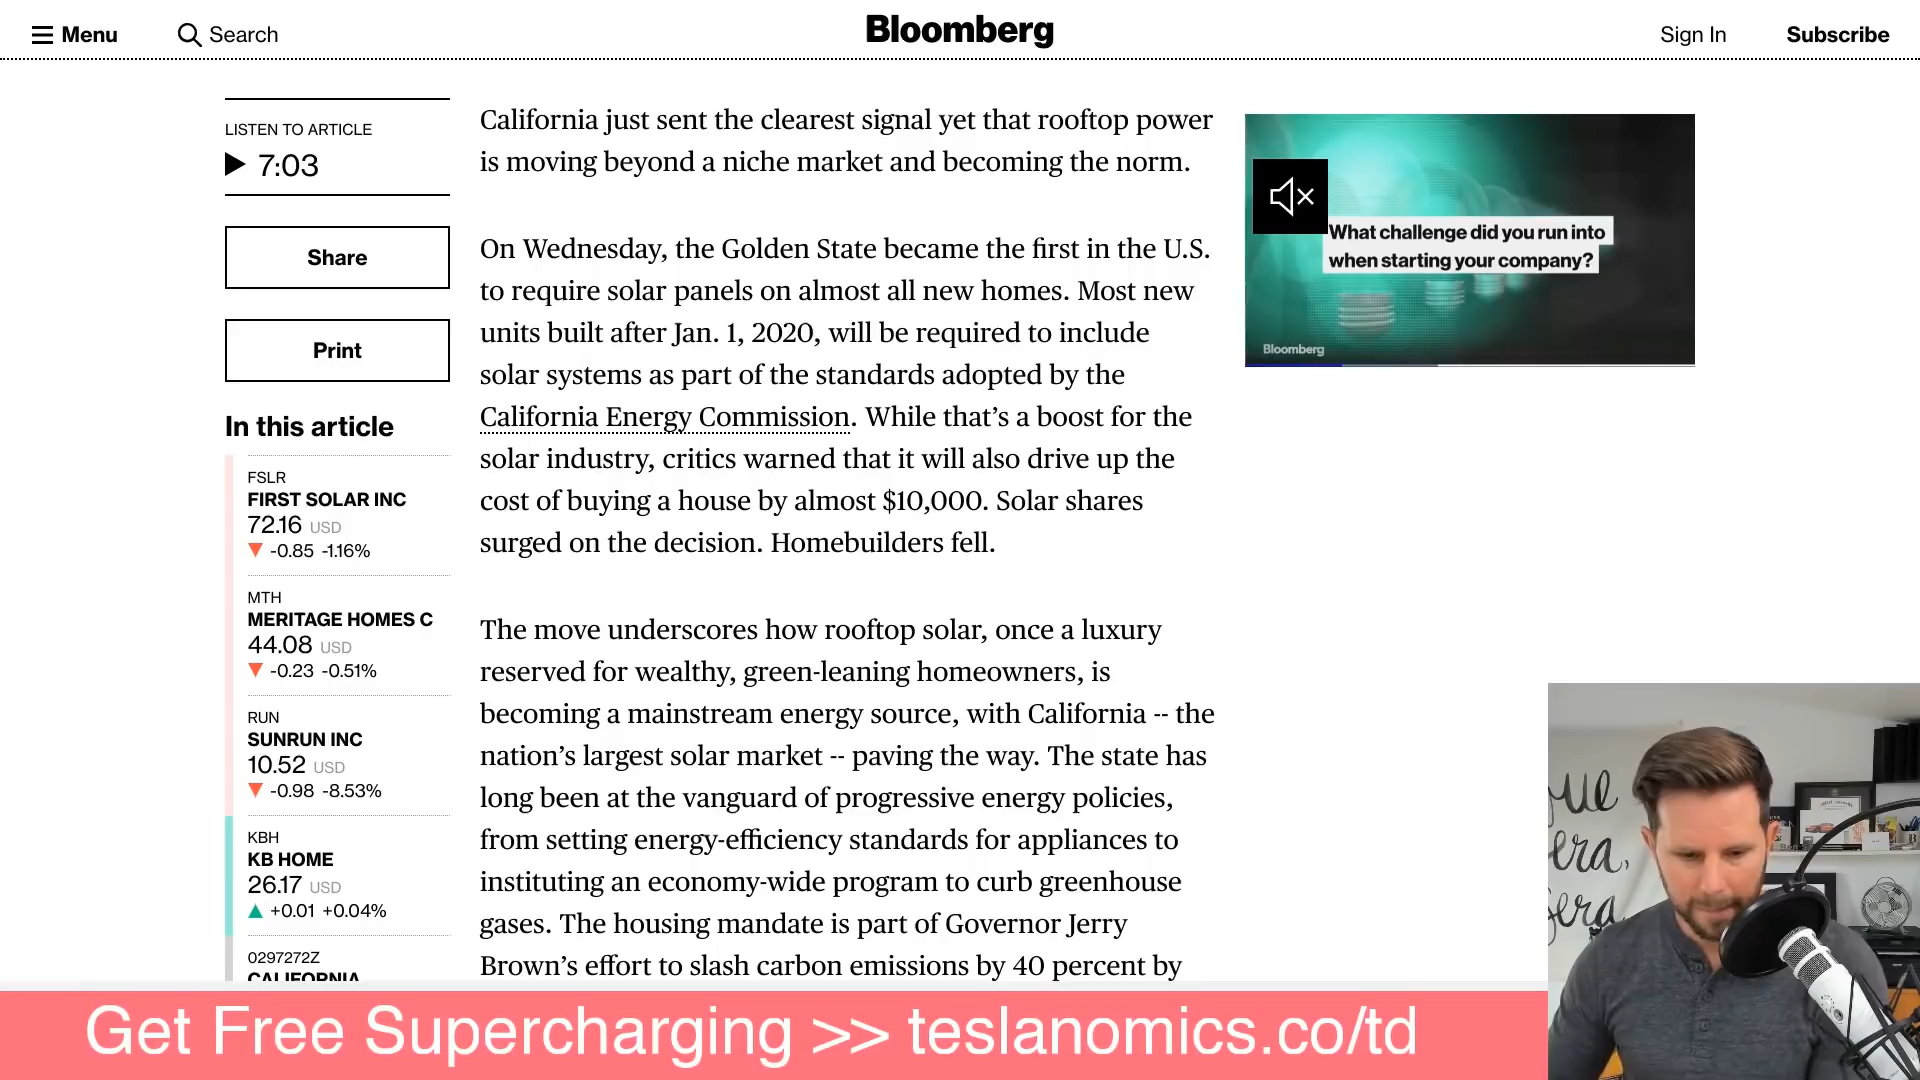 Menu
Search
Bloomberg
Sign In
Subscribe
LISTEN TO ARTICLE
7:03
Share
Print
In this article
FSLR
FIRST SOLAR INC
72.16 USD
-0.85 -1.16%
MTH
MERITAGE HOMES C
44.08 USD
-0.23 -0.51%
RUN
SUNRUN INC
10.52 USD
-0.98 -8.53%
KBH
KB HOME
26.17 USD
+0.01 +0.04%
0297272Z
CALIFORNIA
California just sent the clearest signal yet that rooftop power
is moving beyond a niche market and becoming the norm.
On Wednesday, the Golden State became the first in the U.S.
to require solar panels on almost all new homes. Most new
units built after Jan. 1, 2020, will be required to include
solar systems as part of the standards adopted by the
California Energy Commission. While that’s a boost for the
solar industry, critics warned that it will also drive up the
cost of buying a house by almost $10,000. Solar shares
surged on the decision. Homebuilders fell.
The move underscores how rooftop solar, once a luxury
reserved for wealthy, green-leaning homeowners, is
becoming a mainstream energy source, with California -- the
nation’s largest solar market -- paving the way. The state has
long been at the vanguard of progressive energy policies,
from setting energy-efficiency standards for appliances to
instituting an economy-wide program to curb greenhouse
gases. The housing mandate is part of Governor Jerry
Brown’s effort to slash carbon emissions by 40 percent by
What challenge did you run into
when starting your company?
Bloomberg
Get Free Supercharging >> teslanomics.co/td